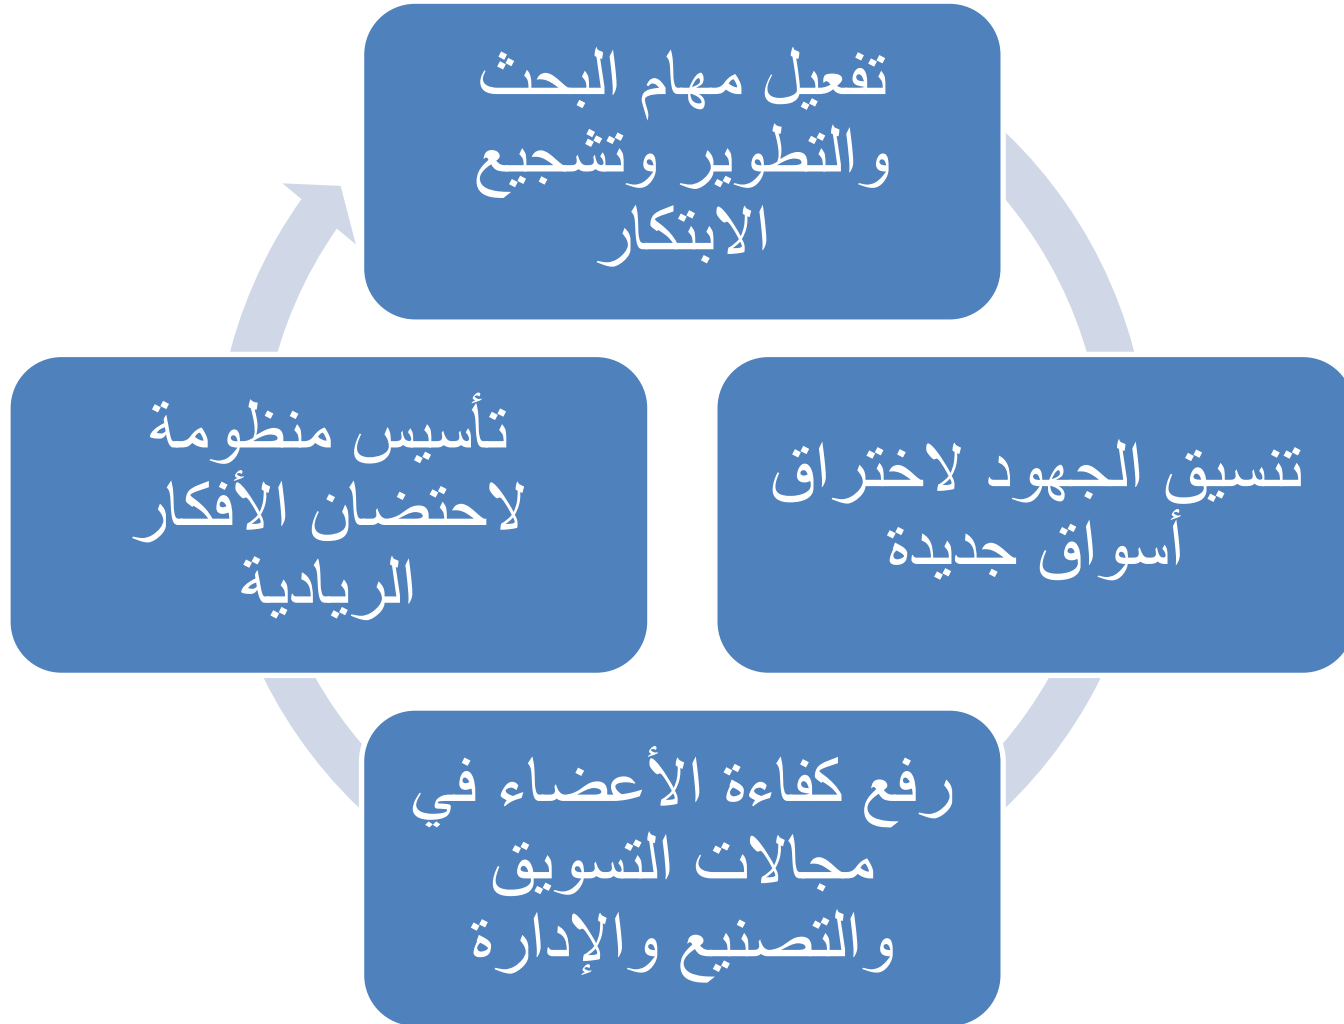 تفعيل مهام البحث
والتطوير وتشجيع
الابتكار
تنسيق الجهود لاختراق
أسواق جديدة
رفع كفاءة الأعضاء في
مجالات التسويق
والتصنيع والإدارة
تأسيس منظومة
لاحتضان الأفكار
الريادية